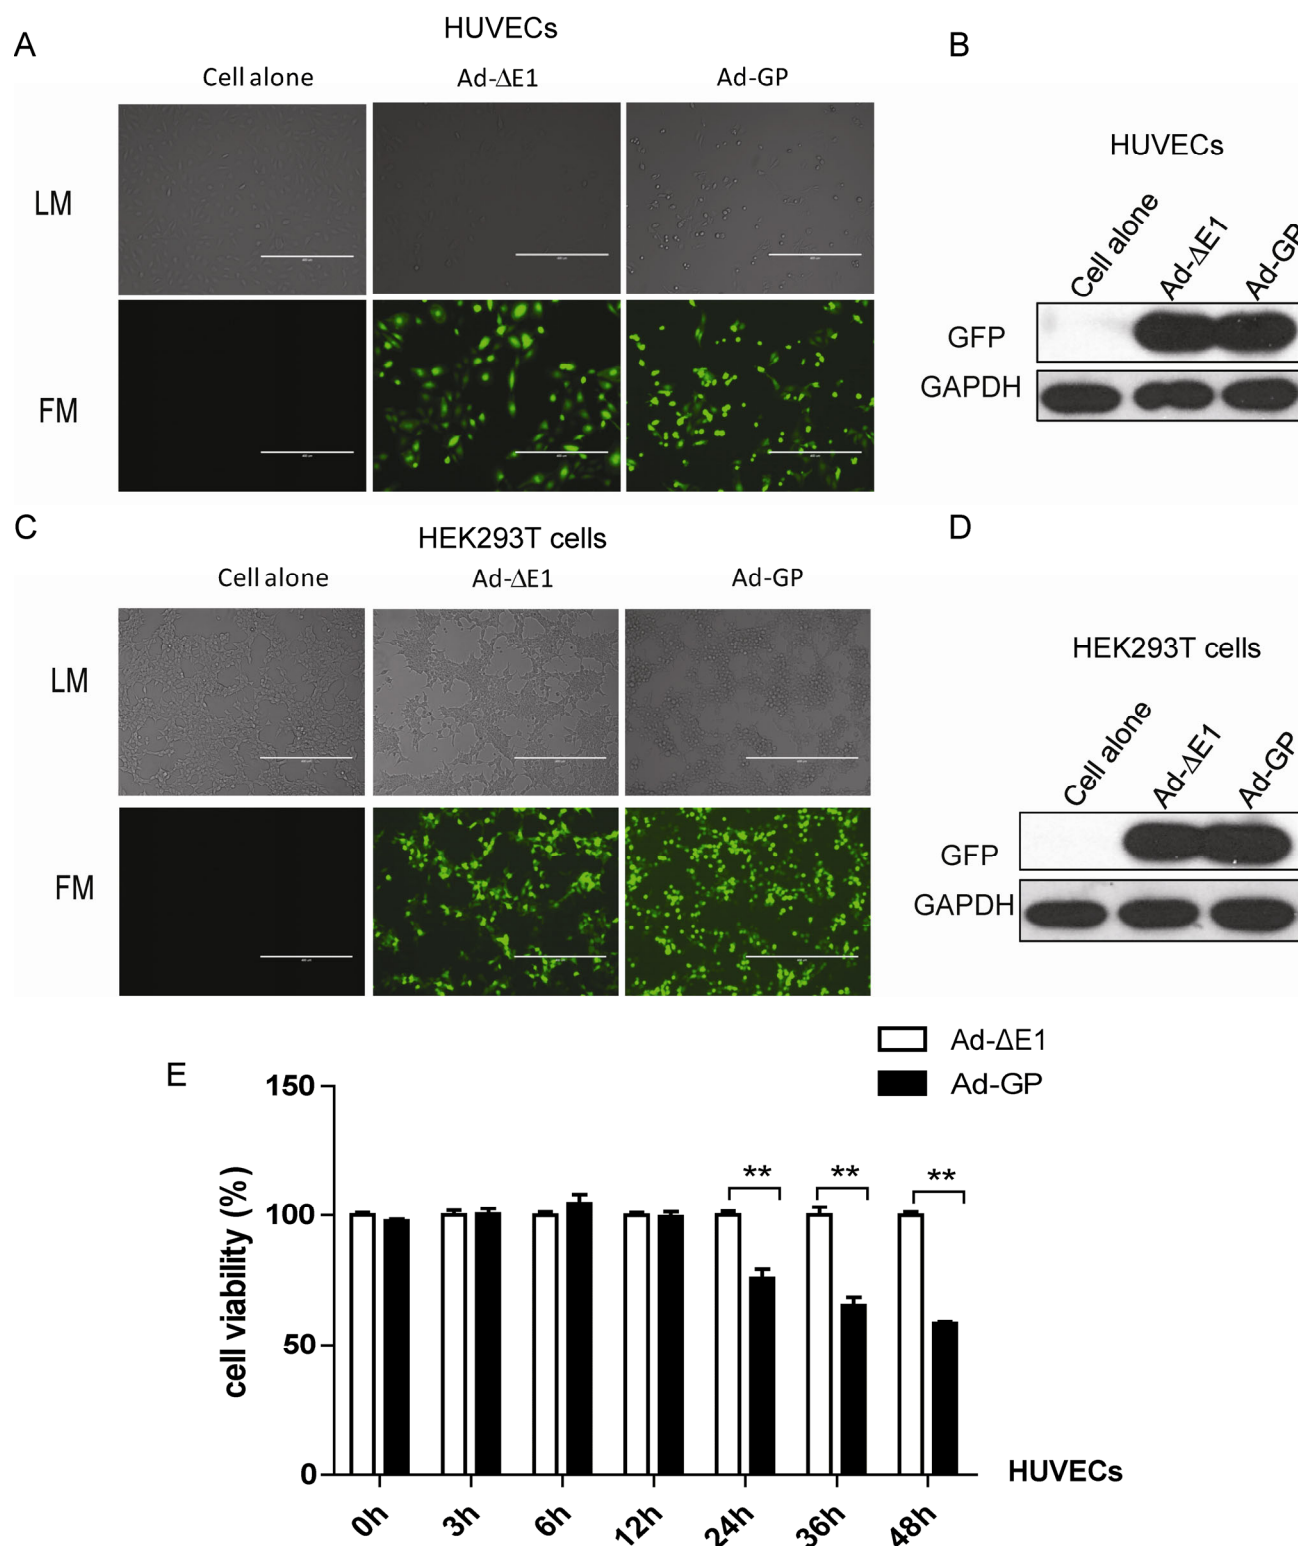 A
HUVECs
Cell alone
Ad-ΔE1
Ad-GP
LM
FM
B
HUVECs
Cell alone
Ad-ΔE1
Ad-GP
GFP
GAPDH
C
HEK293T cells
Cell alone
Ad-ΔE1
Ad-GP
LM
FM
D
HEK293T cells
Cell alone
Ad-ΔE1
Ad-GP
GFP
GAPDH
E
Ad-ΔE1
Ad-GP
cell viability (%)
150
100
50
0
**
**
**
0h
3h
6h
12h
24h
36h
48h
HUVECs